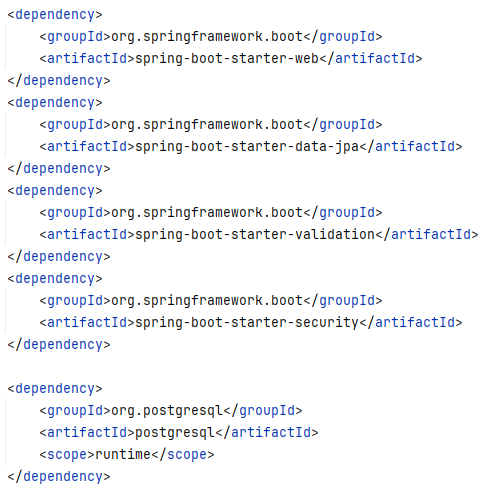 <dependency>
    <groupId>org.springframework.boot</groupId>
    <artifactId>spring-boot-starter-web</artifactId>
</dependency>
<dependency>
    <groupId>org.springframework.boot</groupId>
    <artifactId>spring-boot-starter-data-jpa</artifactId>
</dependency>
<dependency>
    <groupId>org.springframework.boot</groupId>
    <artifactId>spring-boot-starter-validation</artifactId>
</dependency>
<dependency>
    <groupId>org.springframework.boot</groupId>
    <artifactId>spring-boot-starter-security</artifactId>
</dependency>

<dependency>
    <groupId>org.postgresql</groupId>
    <artifactId>postgresql</artifactId>
    <scope>runtime</scope>
</dependency>